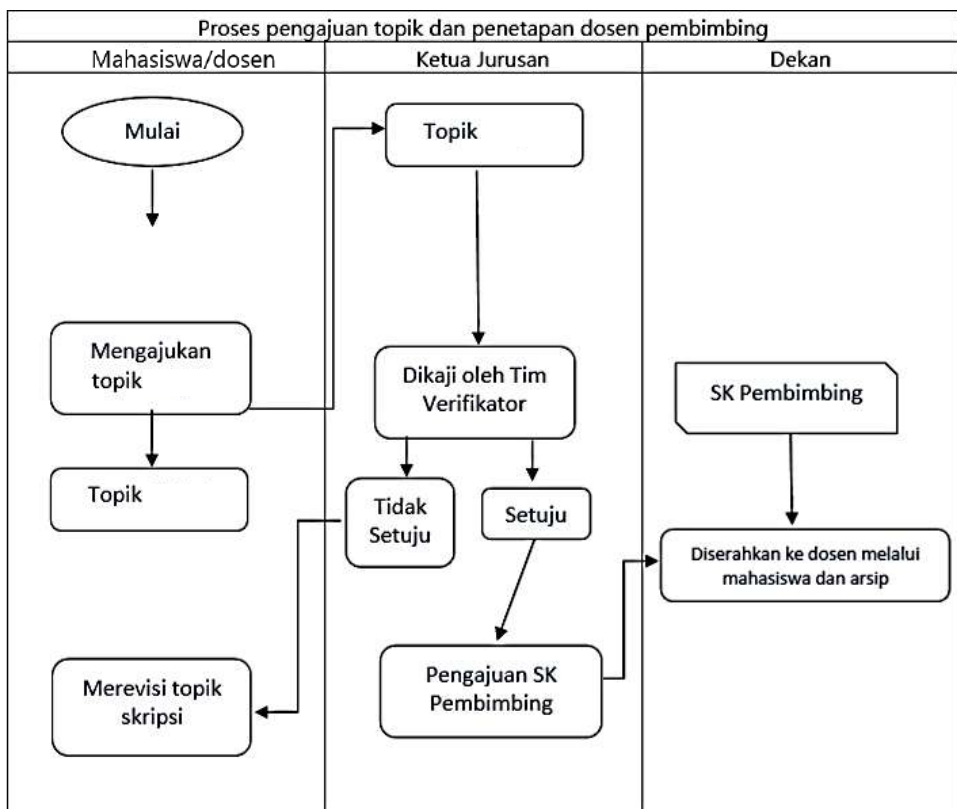 Proses pengajuan topik dan penetapan dosen pembimbing
Mahasiswa/dosen
Ketua Jurusan
Dekan
Mulai
Topik
Mengajukan
topik
Dikaji oleh Tim
Verifikator
SK Pembimbing
Topik
Tidak
Setuju
Setuju
Diserahkan ke dosen melalui
mahasiswa dan arsip
Merevisi topik
skripsi
Pengajuan SK
Pembimbing